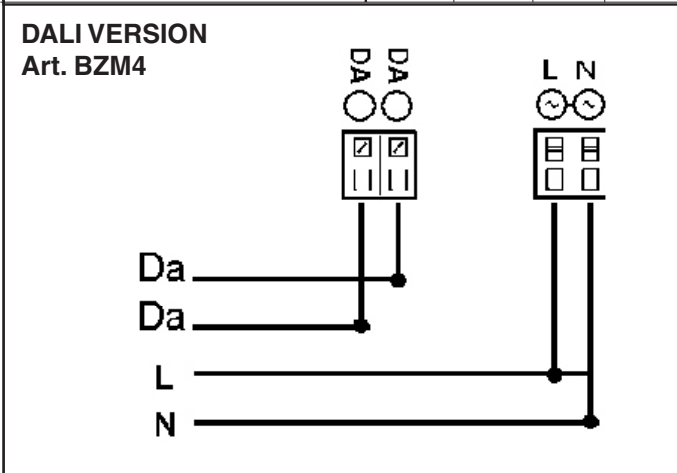 DALI VERSION
Art. BZM4
DA DA
L N
Da
Da
L
N